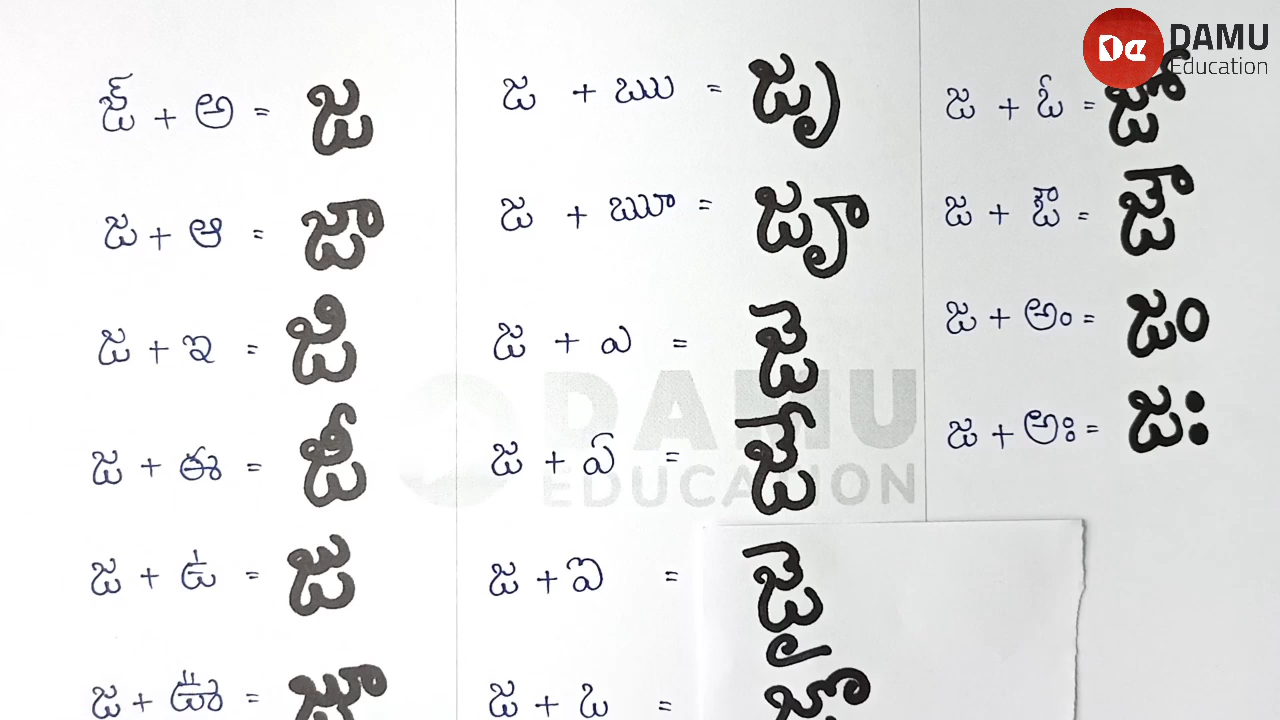 జ్ + అ = జ
జ + ఆ = జా
జ + ఇ = జి
జ + ఈ = జీ
జ + ఉ = జు
జ + ఊ = జూ
జ + ఋ = జృ
జ + ౠ = జౄ
జ + ఎ = జె
జ + ఏ = జే
జ + ఐ = జై
జ + ఒ = జొ
జ + ఓ = జో
జ + ఔ = జౌ
జ + అం = జం
జ + అః = జః
DAMU
Education
DAMU
EDUCATION